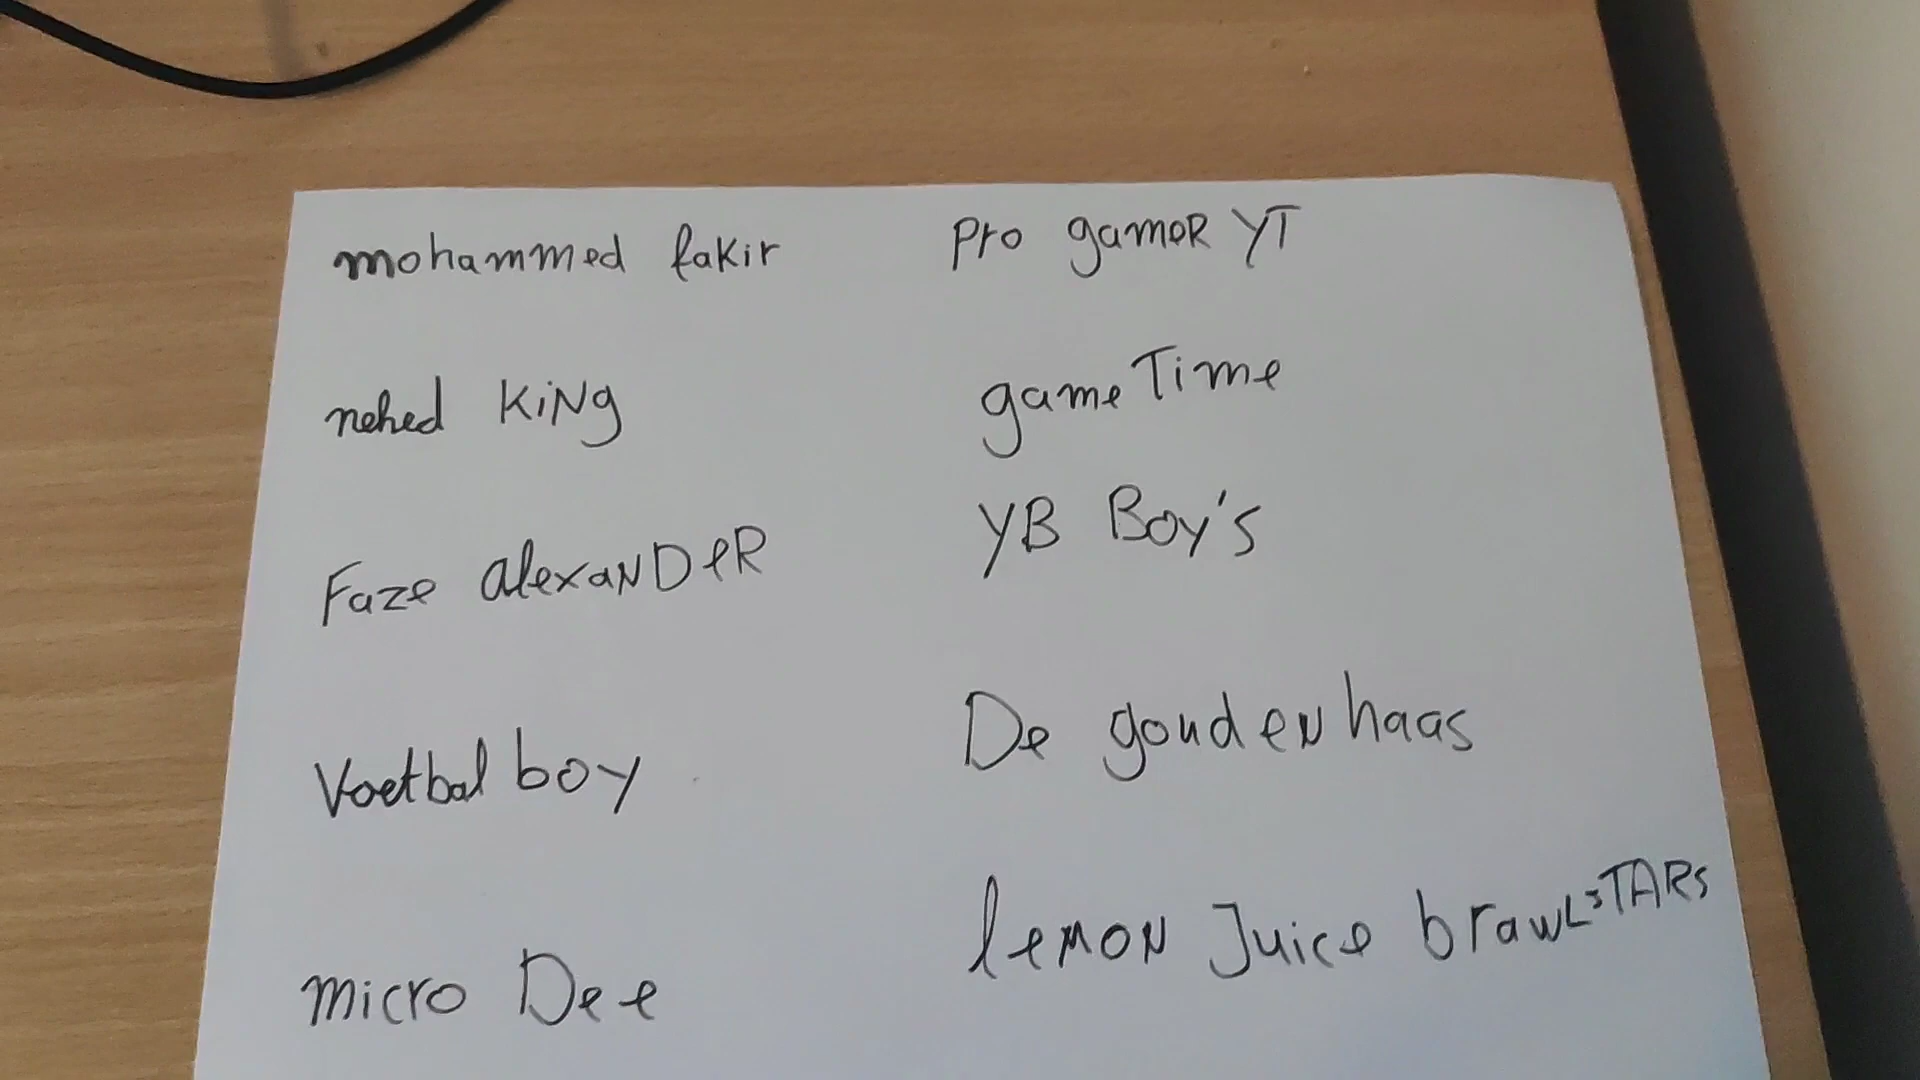 mohammed fakir
nehed KiNg
Faze alexaNDeR
Voetbal boy
micro Dee
Pro gameR YT
game Time
YB Boy's
De gouden haas
lemoN Juice brawLsTARs